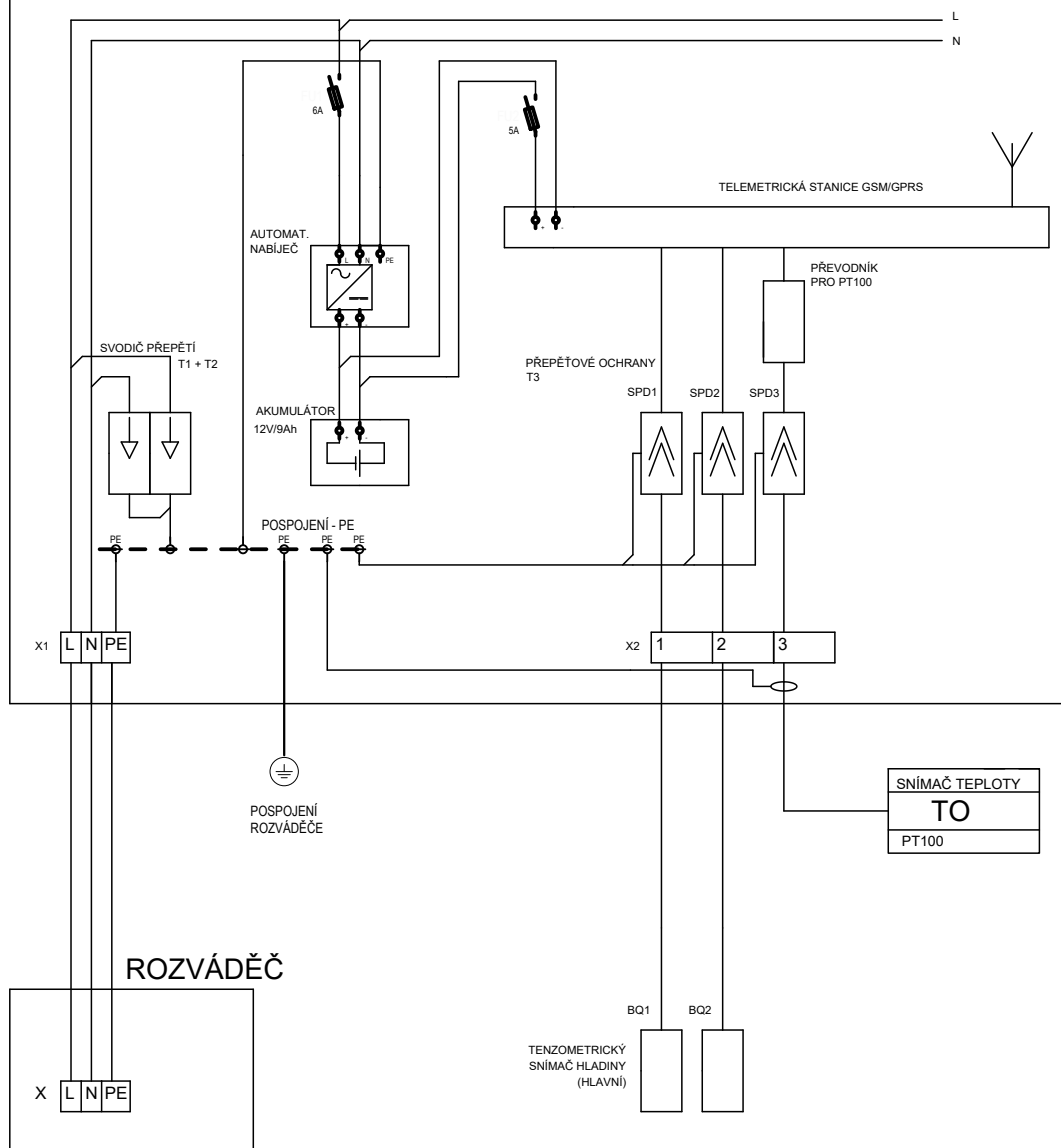 L
N
6A
5A
TELEMETRICKÁ STANICE GSM/GPRS
+ -
AUTOMAT.
NABÍJEČ
L N PE
+ -
PŘEVODNÍK
PRO PT100
SVODIČ PŘEPĚTÍ
T1 + T2
PŘEPĚŤOVÉ OCHRANY
T3
SPD1 SPD2 SPD3
AKUMULÁTOR
12V/9Ah
+ -
POSPOJENÍ - PE
PE PE PE PE
X1 L N PE
X2 1 2 3
POSPOJENÍ
ROZVÁDĚČE
SNÍMAČ TEPLOTY
TO
PT100
ROZVÁDĚČ
BQ1 BQ2
TENZOMETRICKÝ
SNÍMAČ HLADINY
(HLAVNÍ)
X L N PE